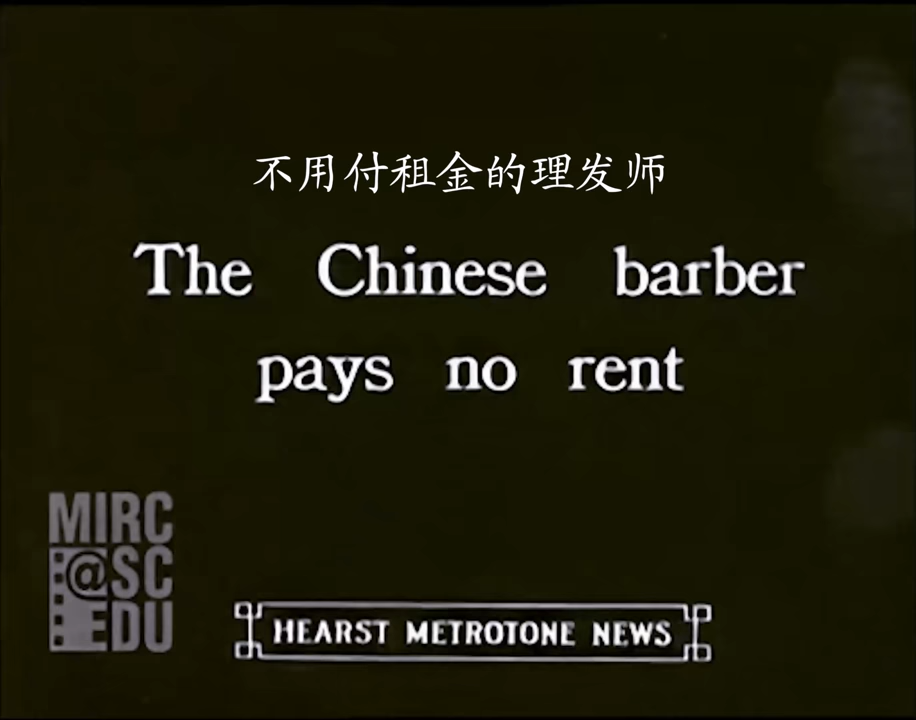 不用付租金的理发师
The Chinese barber
pays no rent
MIRC
@SC
EDU
HEARST METROTONE NEWS